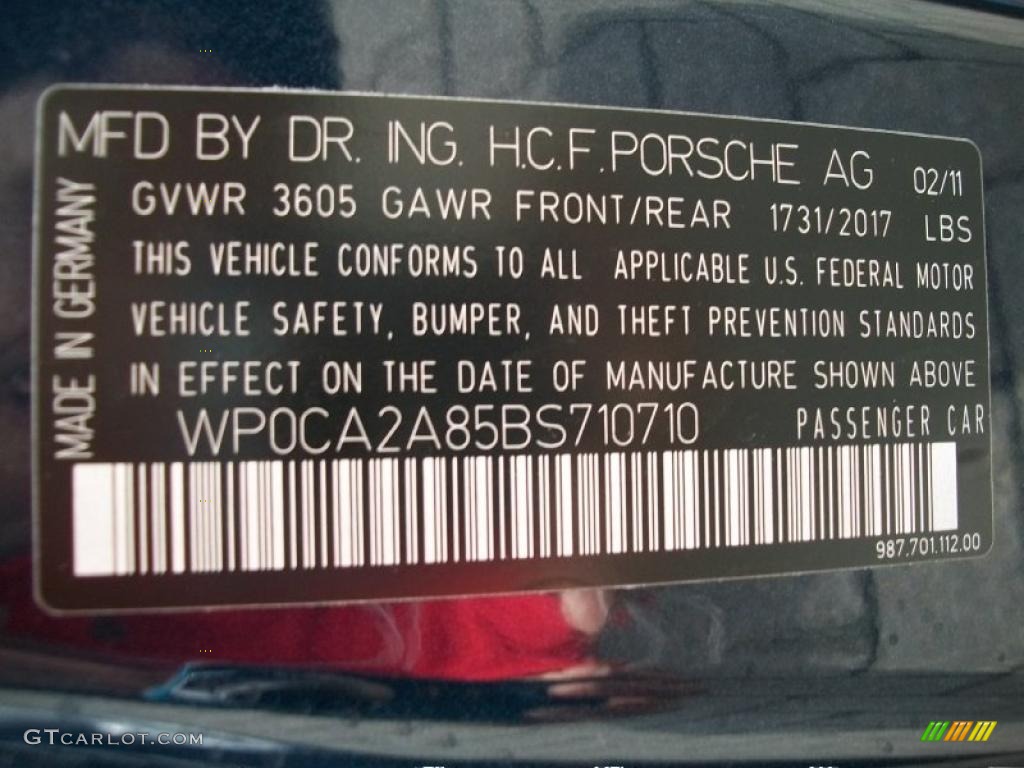 MFD BY DR. ING. H.C.F. PORSCHE AG 02/11
GVWR 3605 GAWR FRONT/REAR 1731/2017 LBS
THIS VEHICLE CONFORMS TO ALL APPLICABLE U.S. FEDERAL MOTOR
VEHICLE SAFETY, BUMPER, AND THEFT PREVENTION STANDARDS
IN EFFECT ON THE DATE OF MANUFACTURE SHOWN ABOVE
WP0CA2A85BS710710 PASSENGER CAR
987.701.112.00
MADE IN GERMANY
GTCARLOT.COM